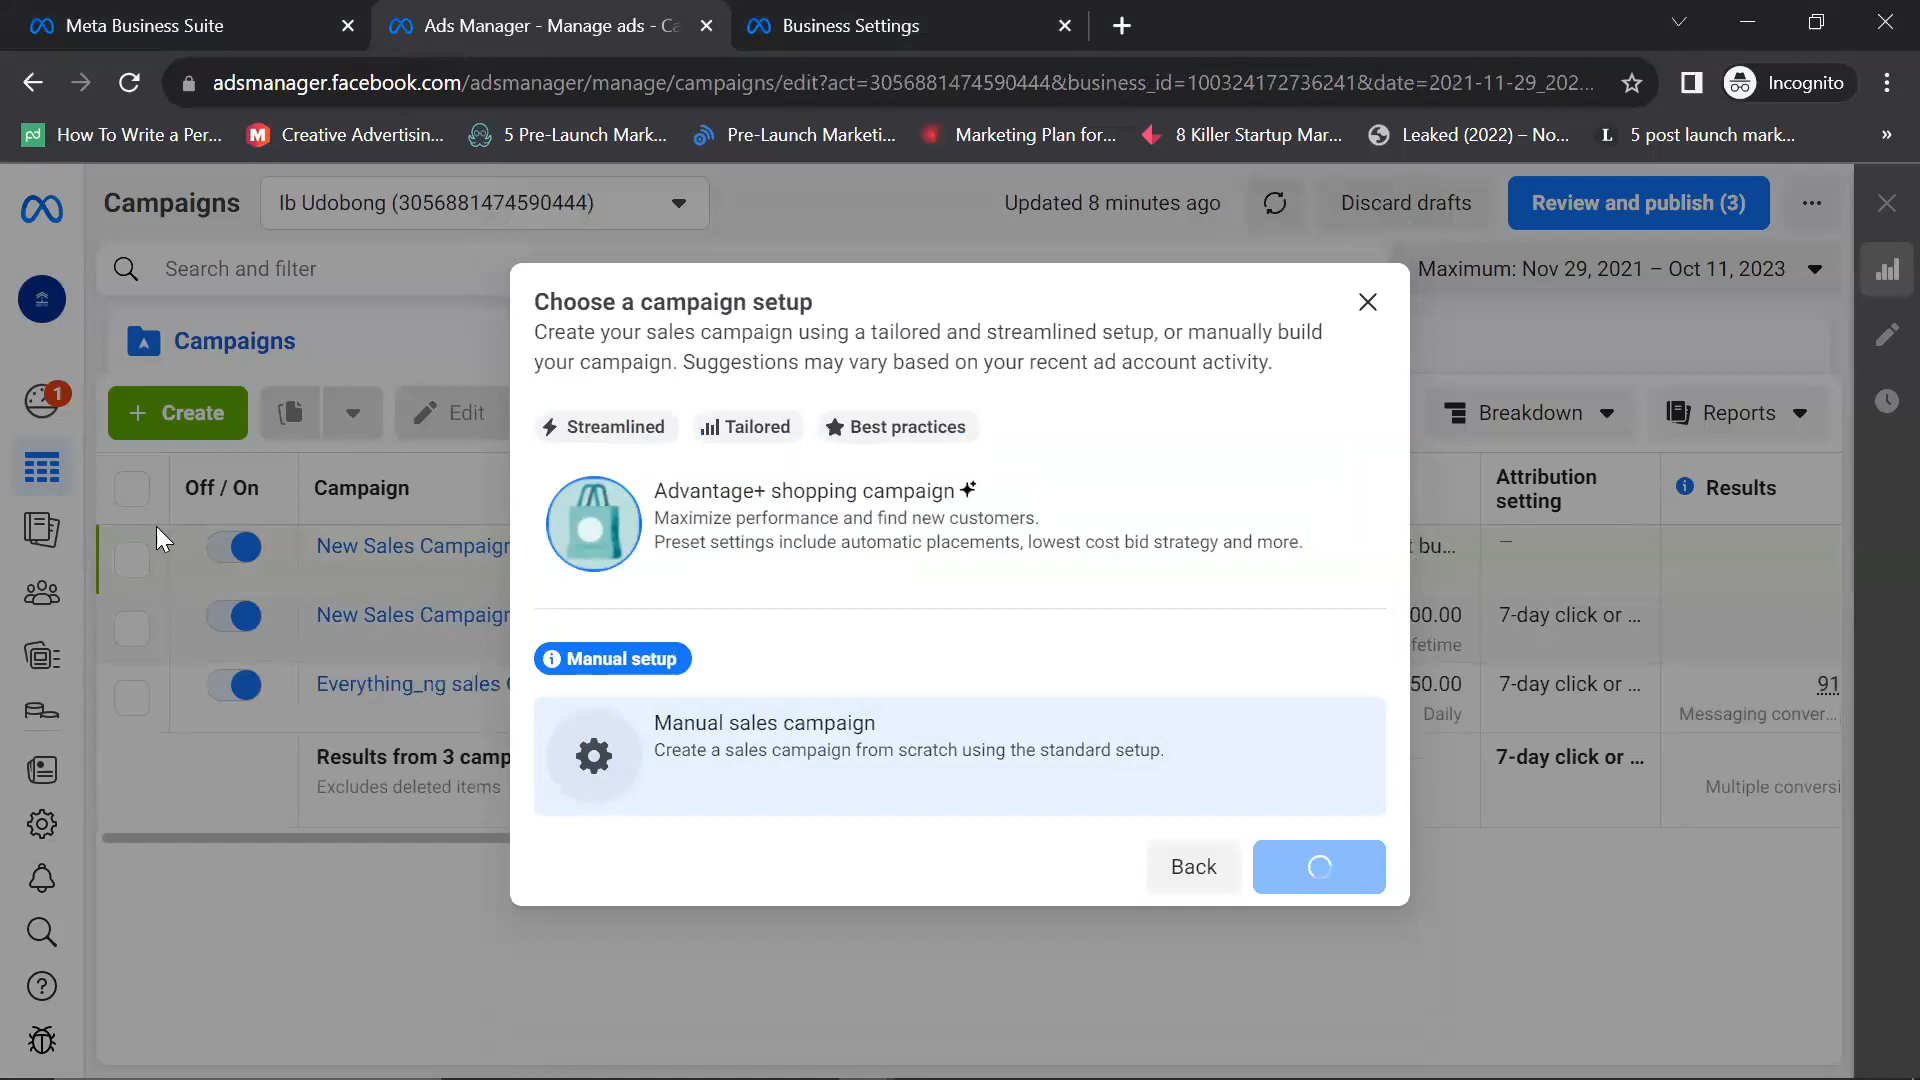 Meta Business Suite
Ads Manager - Manage ads - Ca
Business Settings
adsmanager.facebook.com/adsmanager/manage/campaigns/edit?act=3056881474590444&business_id=100324172736241&date=2021-11-29_202...
Incognito
pd How To Write a Per...
M Creative Advertisin...
5 Pre-Launch Mark...
Pre-Launch Marketi...
Marketing Plan for...
8 Killer Startup Mar...
Leaked (2022) – No...
L 5 post launch mark...
»
Campaigns
Ib Udobong (3056881474590444)
Updated 8 minutes ago
Discard drafts
Review and publish (3)
Search and filter
Maximum: Nov 29, 2021 – Oct 11, 2023
Campaigns
1
+ Create
Edit
Breakdown
Reports
Off / On
Campaign
Attribution
setting
Results
New Sales Campaign
t bu...
—
New Sales Campaign
00.00
7-day click or ...
fetime
Everything_ng sales
50.00
7-day click or ...
91
Daily
Messaging conver...
Results from 3 camp
7-day click or ...
Excludes deleted items
Multiple conversi
Choose a campaign setup
Create your sales campaign using a tailored and streamlined setup, or manually build
your campaign. Suggestions may vary based on your recent ad account activity.
Streamlined
Tailored
Best practices
Advantage+ shopping campaign
Maximize performance and find new customers.
Preset settings include automatic placements, lowest cost bid strategy and more.
Manual setup
Manual sales campaign
Create a sales campaign from scratch using the standard setup.
Back